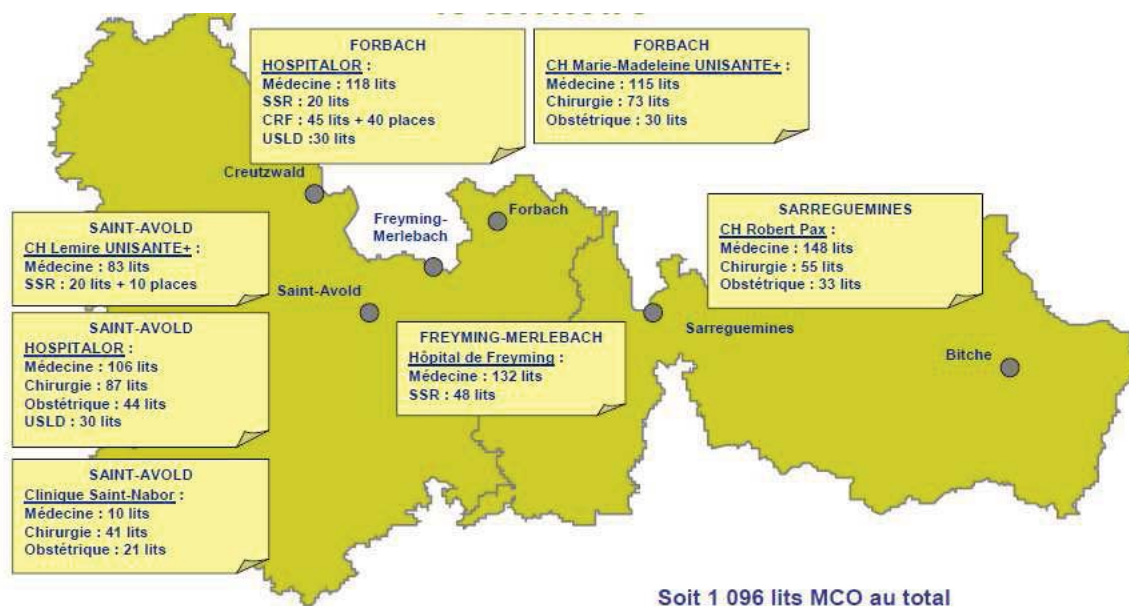 FORBACH
HOSPITALOR :
Médecine : 118 lits
SSR : 20 lits
CRF : 45 lits + 40 places
USLD :30 lits
FORBACH
CH Marie-Madeleine UNISANTE+ :
Médecine : 115 lits
Chirurgie : 73 lits
Obstétrique : 30 lits
Creutzwald
Freyming-
Merlebach
Forbach
SAINT-AVOLD
CH Lemire UNISANTE+ :
Médecine : 83 lits
SSR : 20 lits + 10 places
SARREGUEMINES
CH Robert Pax :
Médecine : 148 lits
Chirurgie : 55 lits
Obstétrique : 33 lits
Saint-Avold
SAINT-AVOLD
HOSPITALOR :
Médecine : 106 lits
Chirurgie : 87 lits
Obstétrique : 44 lits
USLD : 30 lits
FREYMING-MERLEBACH
Hôpital de Freyming :
Médecine : 132 lits
SSR : 48 lits
Sarreguemines
Bitche
SAINT-AVOLD
Clinique Saint-Nabor :
Médecine : 10 lits
Chirurgie : 41 lits
Obstétrique : 21 lits
Soit 1 096 lits MCO au total